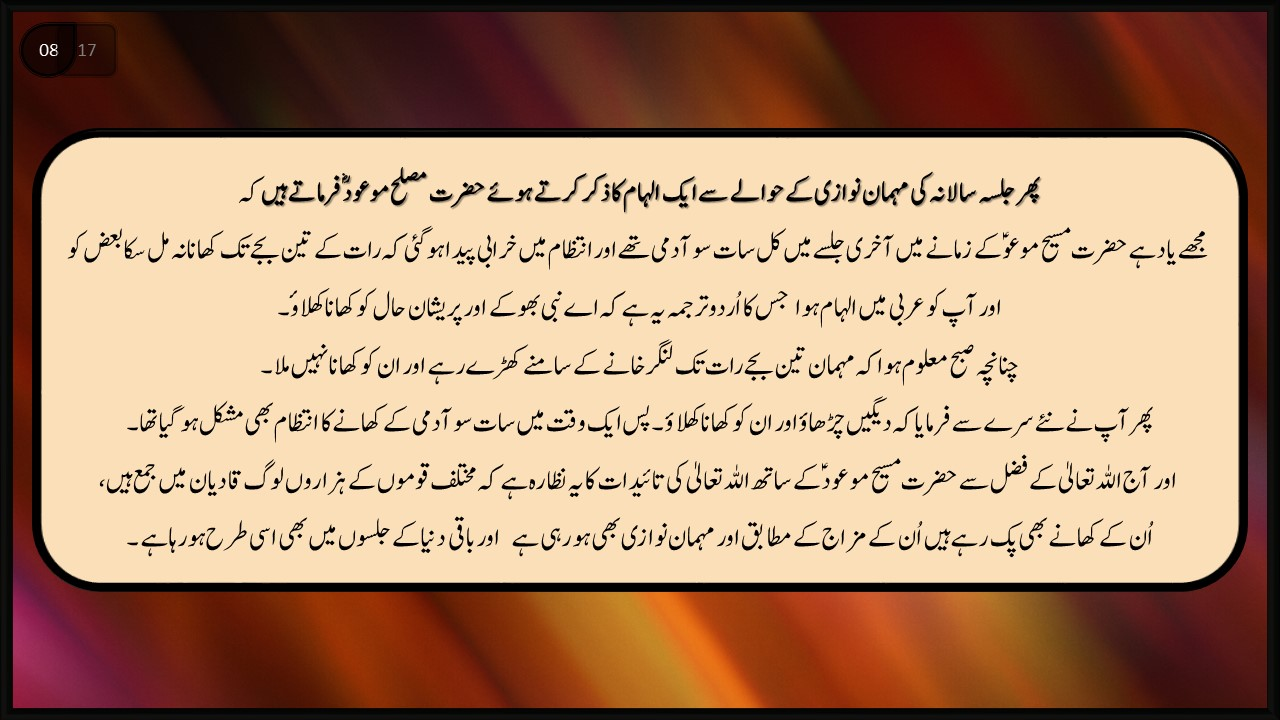 08 17
پھر جلسہ سالانہ کی مہمان نوازی کے حوالے سے ایک الہام کا ذکر کرتے ہوئے حضرت مصلح موعودؓ فرماتے ہیں کہ
مجھے یاد ہے حضرت مسیح موعودؑ کے زمانے میں آخری جلسے میں کل سات سو آدمی تھے اور انتظام میں خرابی پیدا ہو گئی کہ رات کے تین بجے تک کھانا نہ مل سکا بعض کو
اور آپ کو عربی میں الہام ہوا جس کا اُردو ترجمہ یہ ہے کہ اے نبی بھوکے اور پریشان حال کو کھانا کھلاؤ۔
چنانچہ صبح معلوم ہوا کہ مہمان تین بجے رات تک لنگر خانے کے سامنے کھڑے رہے اور ان کو کھانا نہیں ملا۔
پھر آپ نے نئے سرے سے فرمایا کہ دیگیں چڑھاؤ اور ان کو کھانا کھلاؤ۔ پس ایک وقت میں سات سو آدمی کے کھانے کا انتظام بھی مشکل ہو گیا تھا۔
اور آج اللہ تعالیٰ کے فضل سے حضرت مسیح موعودؑ کے ساتھ اللہ تعالیٰ کی تائیدات کا یہ نظارہ ہے کہ مختلف قوموں کے ہزاروں لوگ قادیان میں جمع ہیں،
اُن کے کھانے بھی پک رہے ہیں اُن کے مزاج کے مطابق اور مہمان نوازی بھی ہو رہی ہے اور باقی دنیا کے جلسوں میں بھی اسی طرح ہو رہا ہے۔